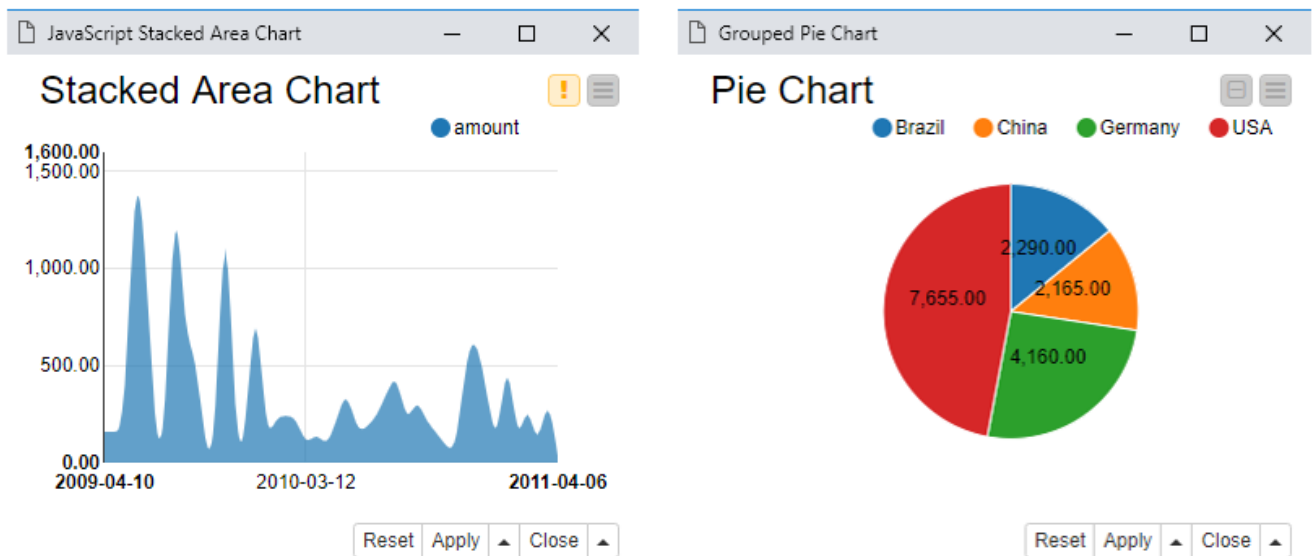 JavaScript Stacked Area Chart
Stacked Area Chart
!
amount
1,600.00
1,500.00
1,000.00
500.00
0.00
2009-04-10 2010-03-12 2011-04-06
Reset Apply Close
Grouped Pie Chart
Pie Chart
Brazil China Germany USA
2,290.00
7,655.00 2,165.00
4,160.00
Reset Apply Close